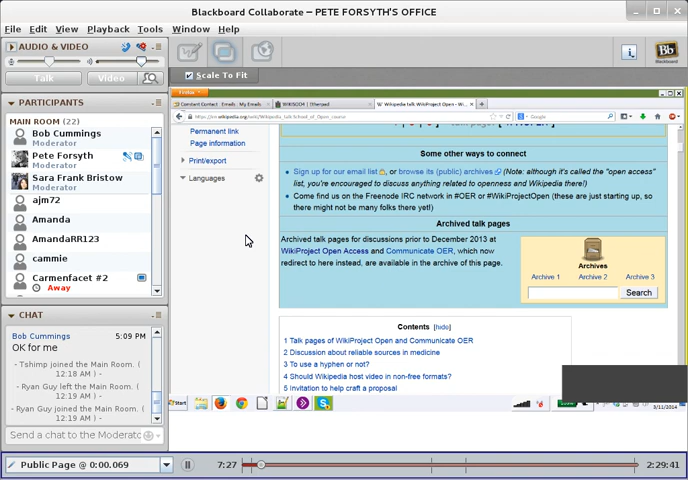 Blackboard Collaborate – PETE FORSYTH'S OFFICE
File Edit View Playback Tools Window Help
AUDIO & VIDEO
Talk Video
Scale To Fit
Blackboard
PARTICIPANTS
MAIN ROOM (22)
Bob Cummings
Moderator
Pete Forsyth
Moderator
Sara Frank Bristow
Moderator
ajm72
Amanda
AmandaRR123
cammie
Carmenfacet #2
Away
CHAT
Bob Cummings 5:09 PM
OK for me
- Tshimp joined the Main Room. (
12:18 AM ) -
- Ryan Guy left the Main Room. (
12:19 AM ) -
- Ryan Guy joined the Main Room. (
12:19 AM ) -
Send a chat to the Moderato
Firefox
Constant Contact : My Emails
Permanent link
Page information
Print/export
Languages
Some other ways to connect
Sign up for our email list, or browse its (public) archives (Note: although it's called the "open access"
list, you're encouraged to discuss anything related to openness and Wikipedia there!)
Come find us on the Freenode IRC network in #OER or #WikiProjectOpen (these are just starting up, so
there might not be many folks there yet!)
Archived talk pages
Archived talk pages for discussions prior to December 2013 at
WikiProject Open Access and Communicate OER, which now
redirect to here instead, are available in the archive of this page.
Archives
Archive 1 Archive 2 Archive 3
Search
Contents [hide]
1 Talk pages of WikiProject Open and Communicate OER
2 Discussion about reliable sources in medicine
3 To use a hyphen or not?
4 Should Wikipedia host video in non-free formats?
5 Invitation to help craft a proposal
Start
3/11/2014
Public Page @ 0:00.069
7:27
2:29:41